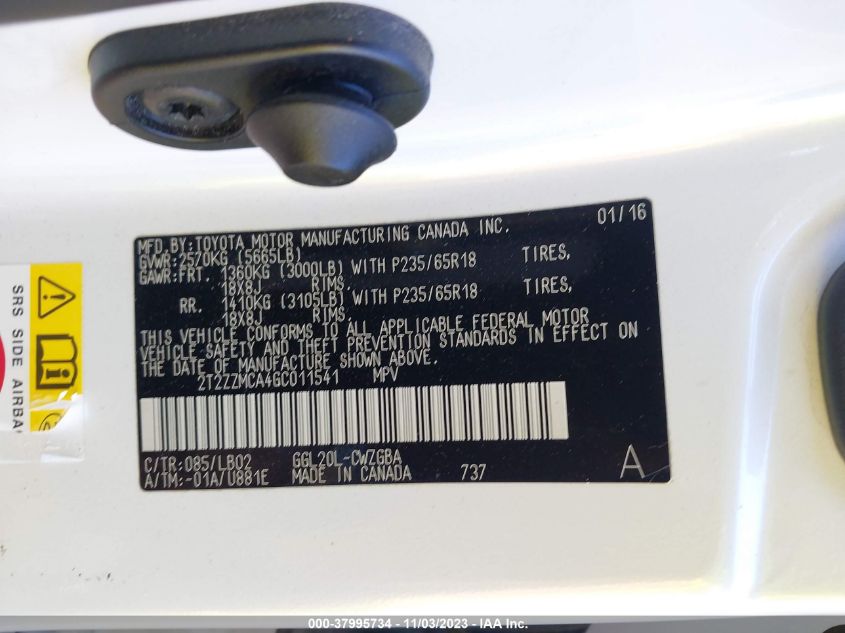 MFD.BY:TOYOTA MOTOR MANUFACTURING CANADA INC. 01/16
GVWR:2570KG (5665LB)
GAWR:FRT. 1360KG (3000LB) WITH P235/65R18 TIRES,
18X8J RIMS.
RR. 1410KG (3105LB) WITH P235/65R18 TIRES,
18X8J RIMS.
THIS VEHICLE CONFORMS TO ALL APPLICABLE FEDERAL MOTOR
VEHICLE SAFETY AND THEFT PREVENTION STANDARDS IN EFFECT ON
THE DATE OF MANUFACTURE SHOWN ABOVE.
2T2ZZMCA4GC011541 MPV
C/TR:085/LB02 GGL20L-CWZGBA
A/TM:-01A/U881E MADE IN CANADA 737 A
SRS SIDE AIRBA
000-37995734 - 11/03/2023 - IAA Inc.